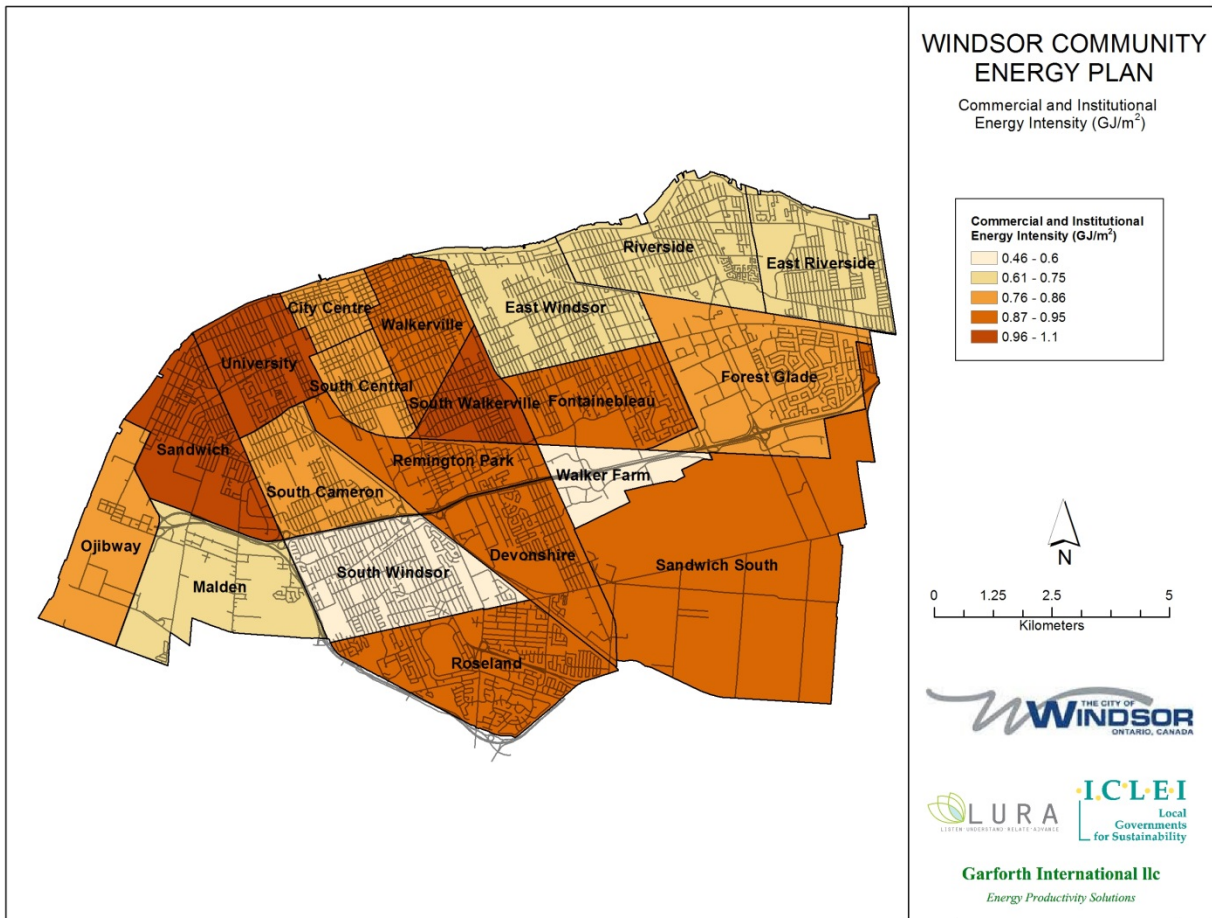 WINDSOR COMMUNITY
ENERGY PLAN
Commercial and Institutional
Energy Intensity (GJ/m²)
Commercial and Institutional
Energy Intensity (GJ/m²)
0.46 - 0.6
0.61 - 0.75
0.76 - 0.86
0.87 - 0.95
0.96 - 1.1
Riverside
East Riverside
City Centre
East Windsor
Walkerville
University
South Central
Forest Glade
South Walkerville
Fontainebleau
Sandwich
Remington Park
Walker Farm
South Cameron
Ojibway
Devonshire
Sandwich South
South Windsor
Malden
Roseland
N
0 1.25 2.5 5
Kilometers
THE CITY OF
WINDSOR
ONTARIO, CANADA
LURA
LISTEN·UNDERSTAND·RELATE·ADVANCE
I·C·L·E·I
Local
Governments
for Sustainability
Garforth International llc
Energy Productivity Solutions